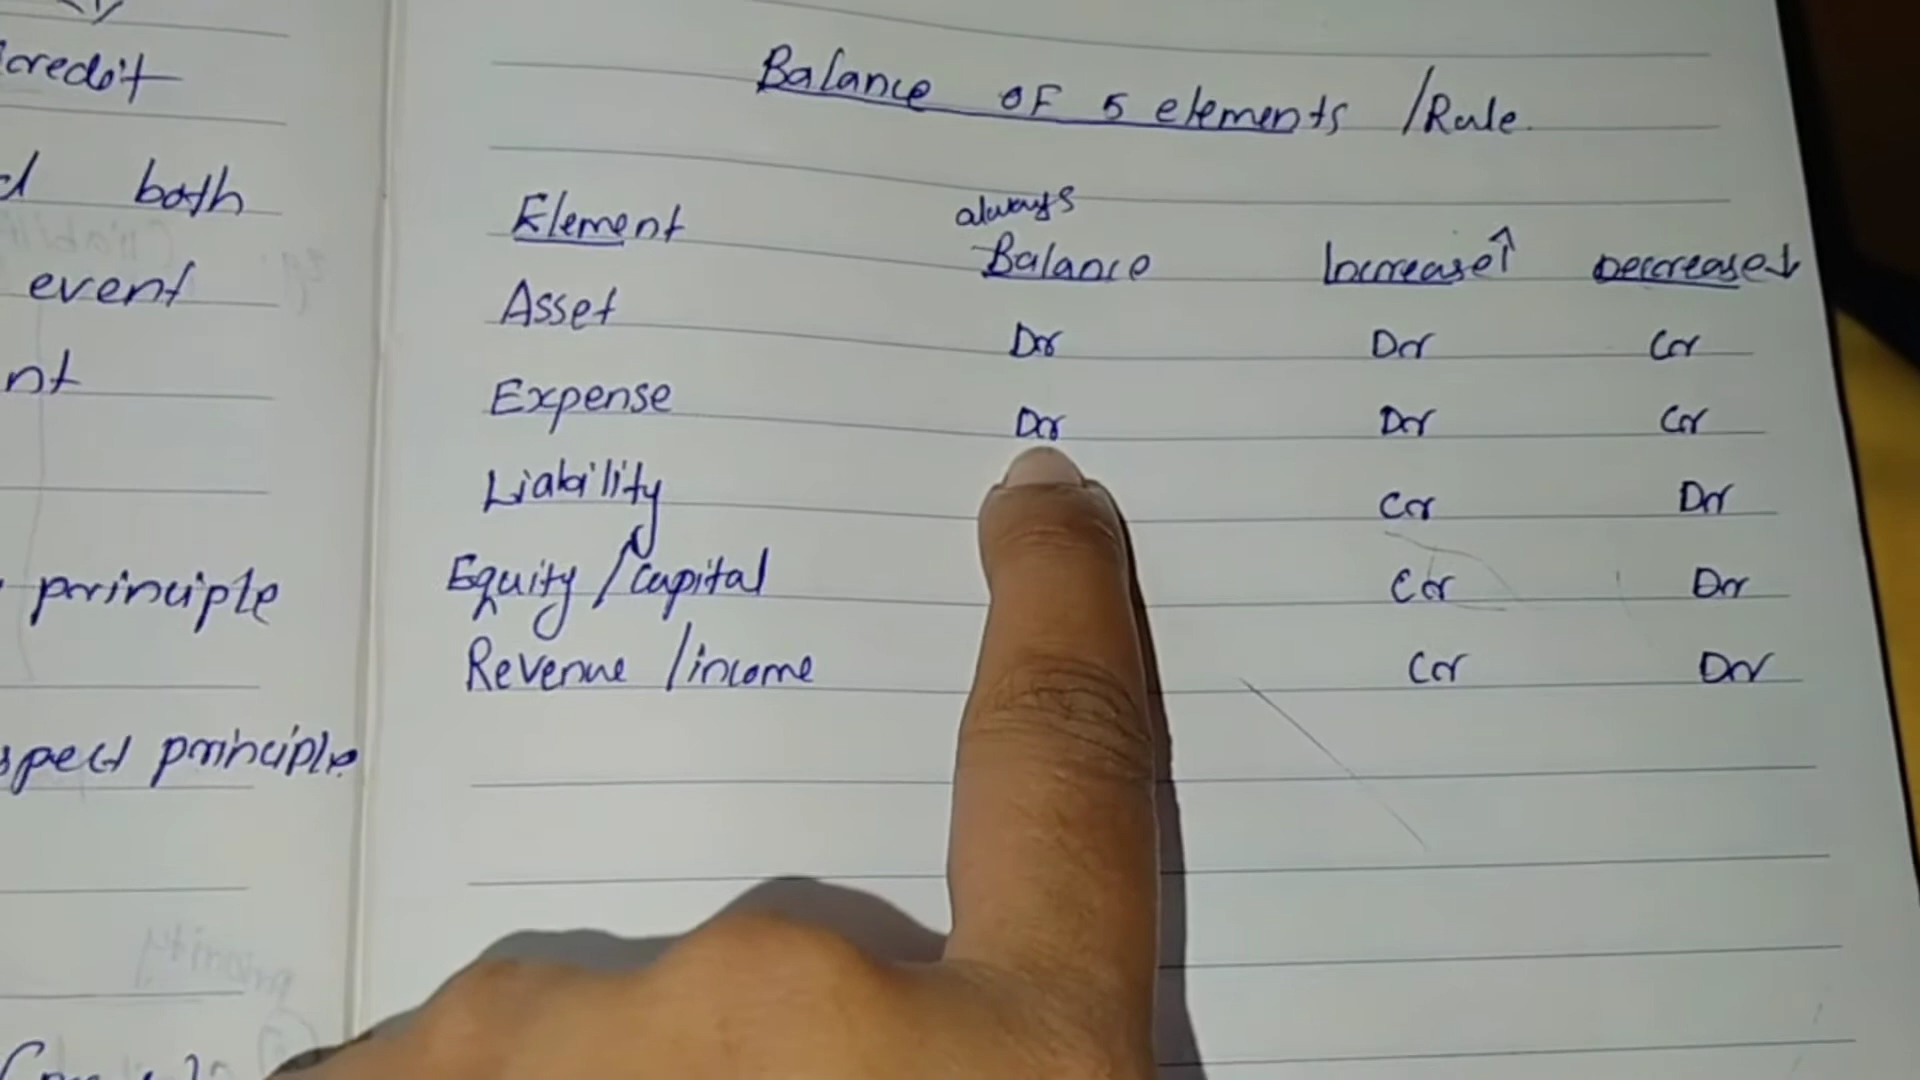 credit
both
event
principle
principle
Balance OF 5 elements /Rule.
Element always Balance Increase↑ Decrease↓
Asset Dr Dr Cr
Expense Dr Dr Cr
Liability Cr Dr
Equity /capital Cr Dr
Revenue /income Cr Dr